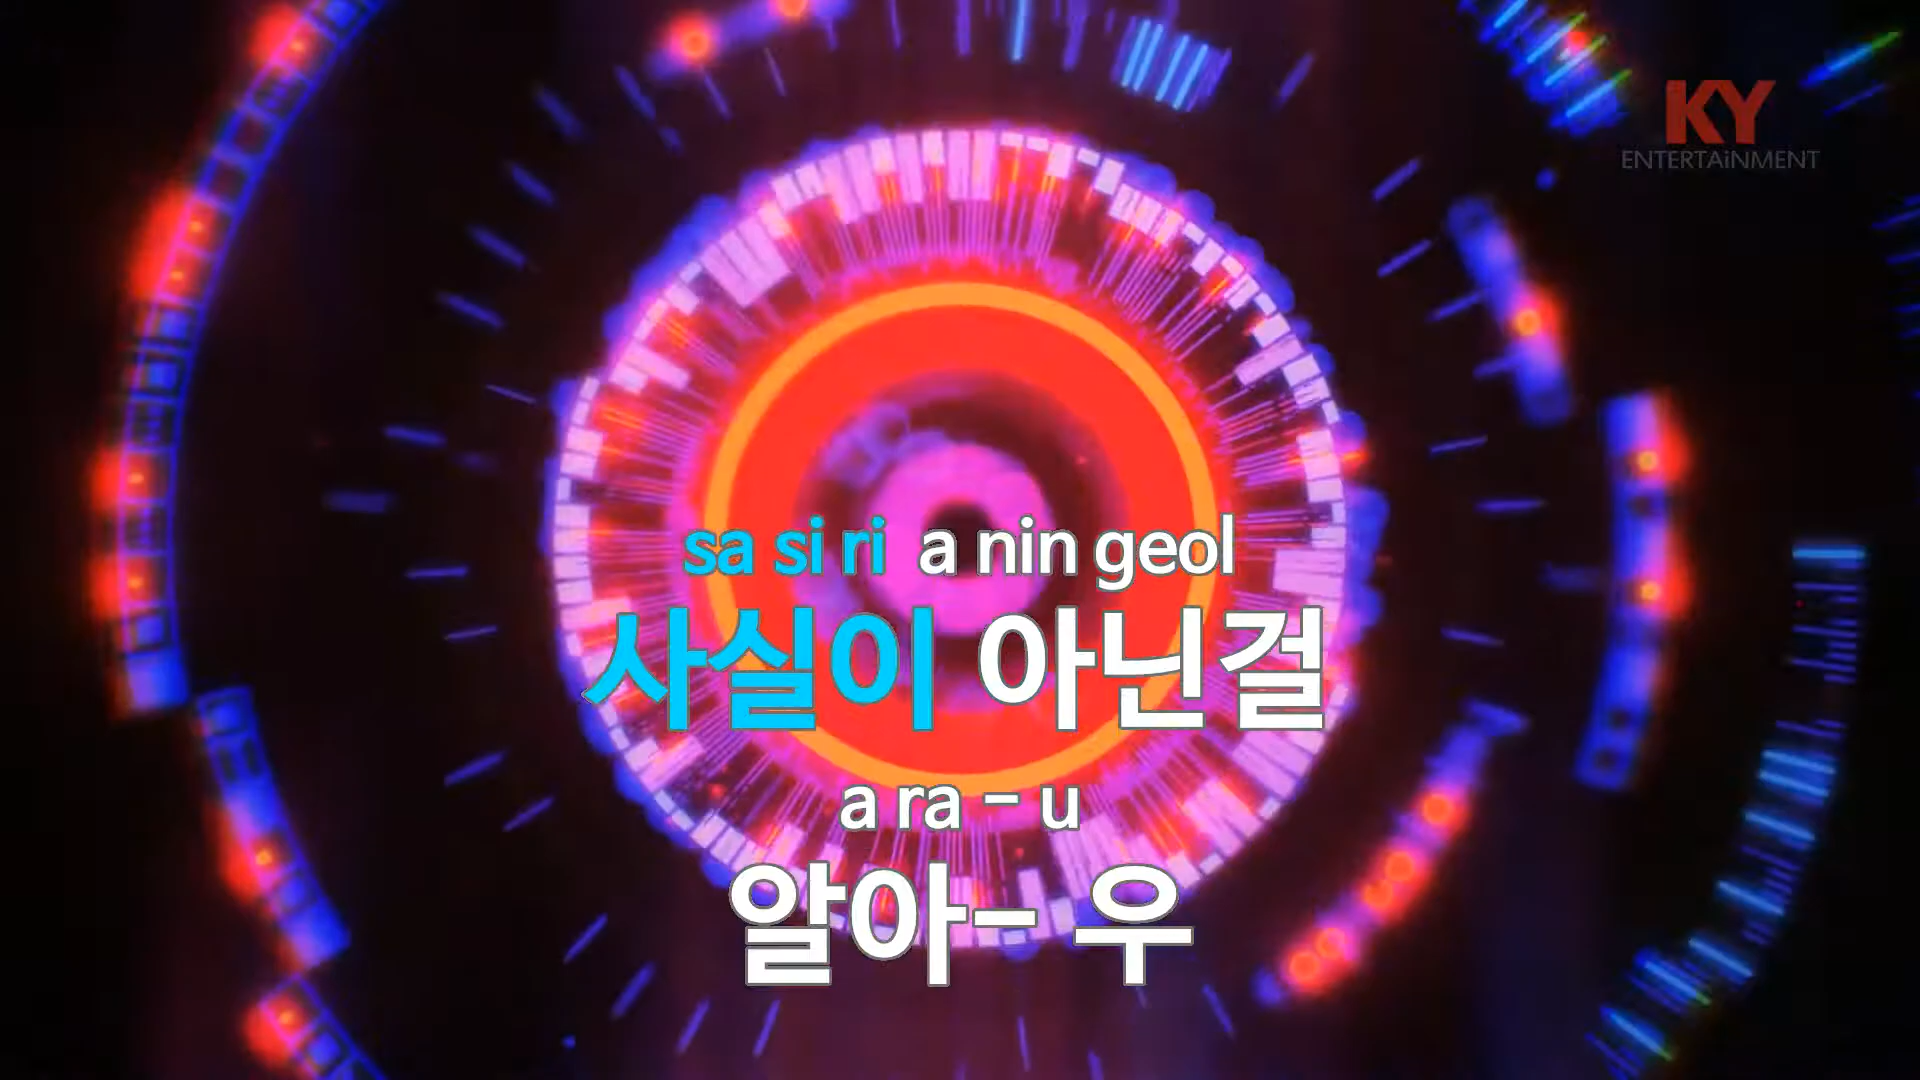 KY
ENTERTAiNMENT
sa si ri a nin geol
사실이 아닌걸
a ra - u
알아- 우